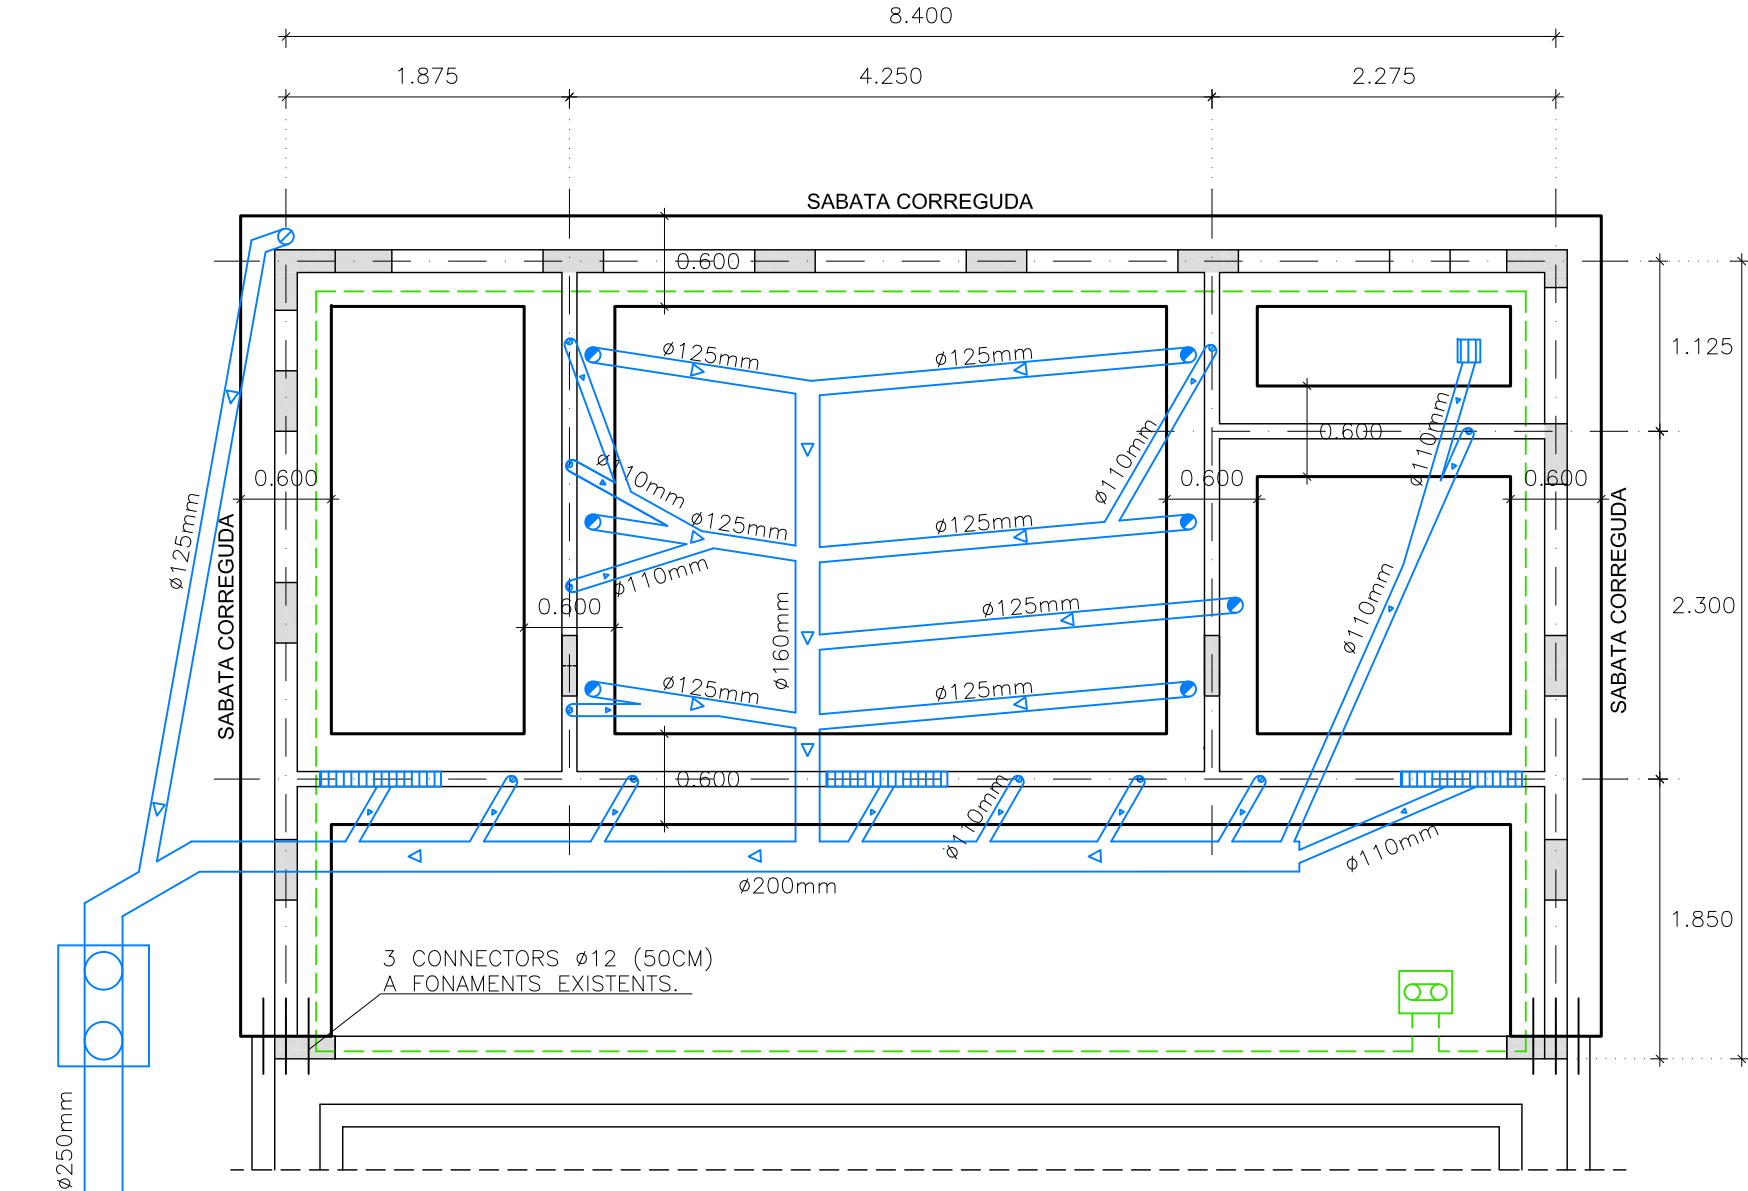 8.400
1.875
4.250
2.275
SABATA CORREGUDA
0.600
1.125
ø125mm
ø125mm
ø110mm
0.600
ø110mm
ø110mm
0.600
0.600
0.600
ø125mm
ø125mm
ø125mm
SABATA CORREGUDA
SABATA CORREGUDA
ø110mm
0.600
ø125mm
2.300
ø160mm
ø110mm
ø125mm
ø125mm
0.600
ø110mm
ø110mm
ø200mm
1.850
3 CONNECTORS ø12 (50CM)
A FONAMENTS EXISTENTS.
ø250mm